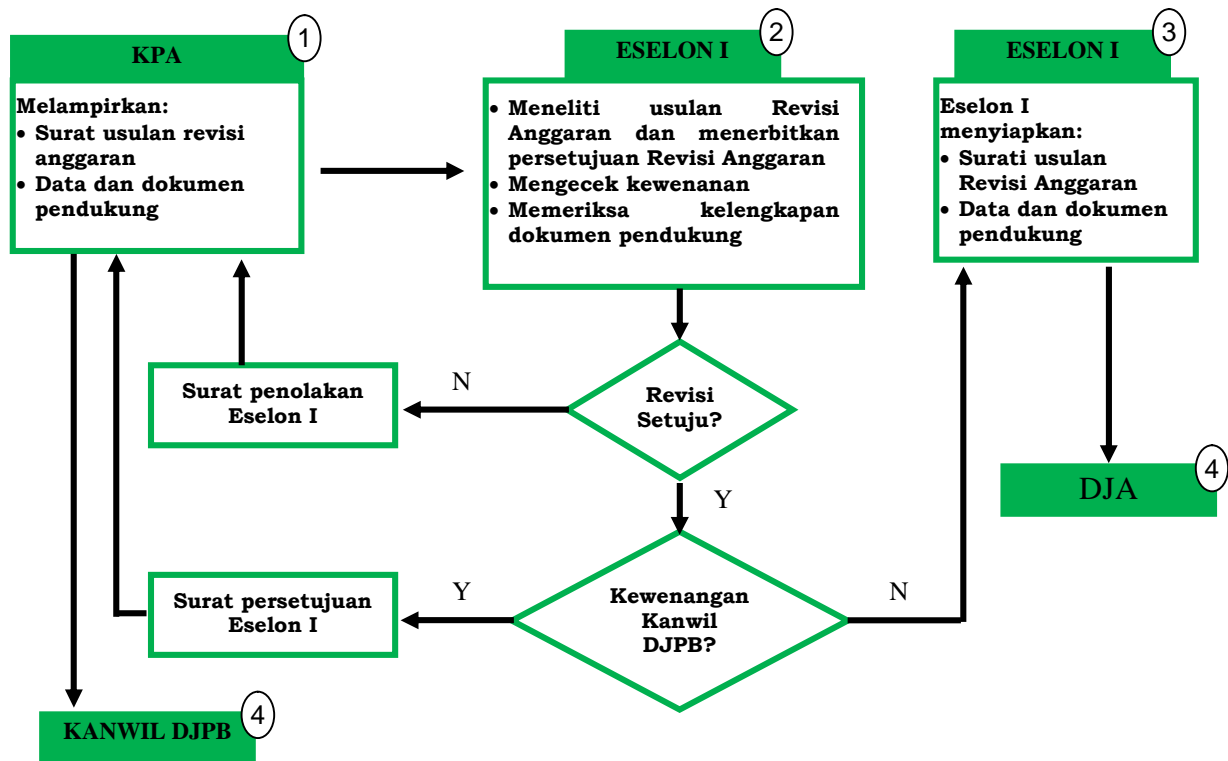 1
KPA
Melampirkan:
• Surat usulan revisi
anggaran
• Data dan dokumen
pendukung
2
ESELON I
• Meneliti usulan Revisi
Anggaran dan menerbitkan
persetujuan Revisi Anggaran
• Mengecek kewenanan
• Memeriksa kelengkapan
dokumen pendukung
3
ESELON I
Eselon I
menyiapkan:
• Surati usulan
Revisi Anggaran
• Data dan dokumen
pendukung
Surat penolakan
Eselon I
N
Revisi
Setuju?
Y
4
DJA
Surat persetujuan
Eselon I
Y
Kewenangan
Kanwil
DJPB?
N
4
KANWIL DJPB